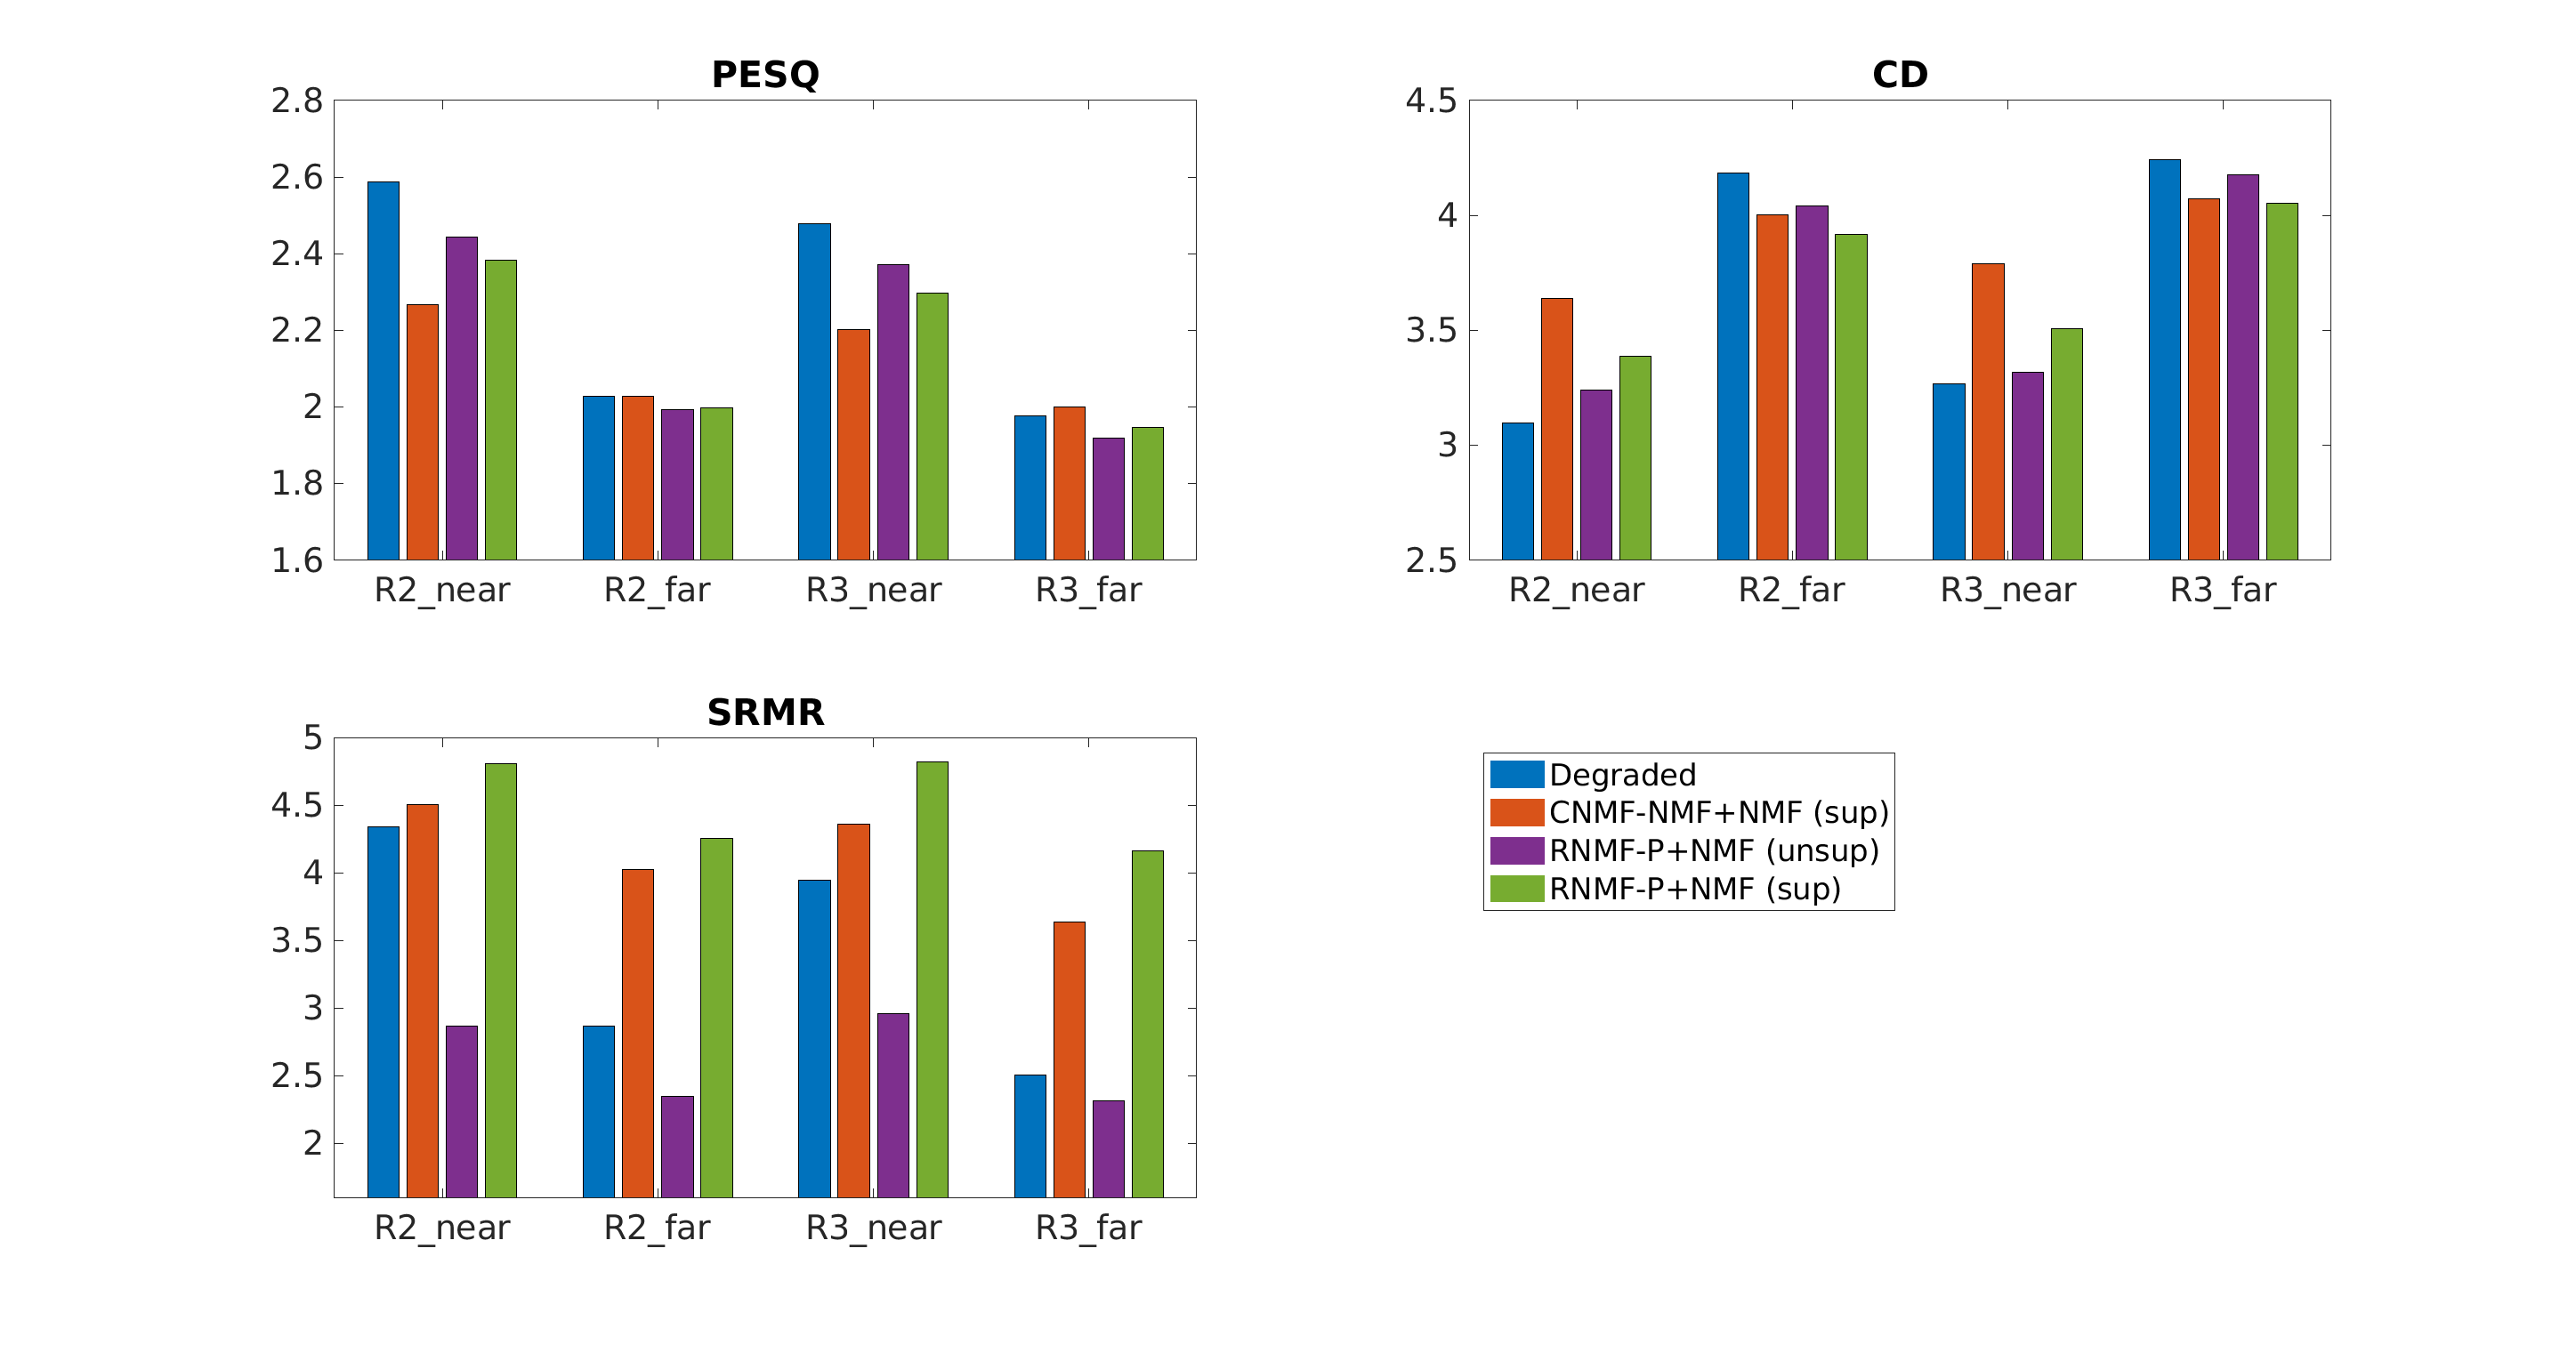 PESQ
2.8
2.6
2.4
2.2
2
1.8
1.6
R2_near R2_far R3_near R3_far
CD
4.5
4
3.5
3
2.5
R2_near R2_far R3_near R3_far
SRMR
5
4.5
4
3.5
3
2.5
2
R2_near R2_far R3_near R3_far
Degraded
CNMF-NMF+NMF (sup)
RNMF-P+NMF (unsup)
RNMF-P+NMF (sup)